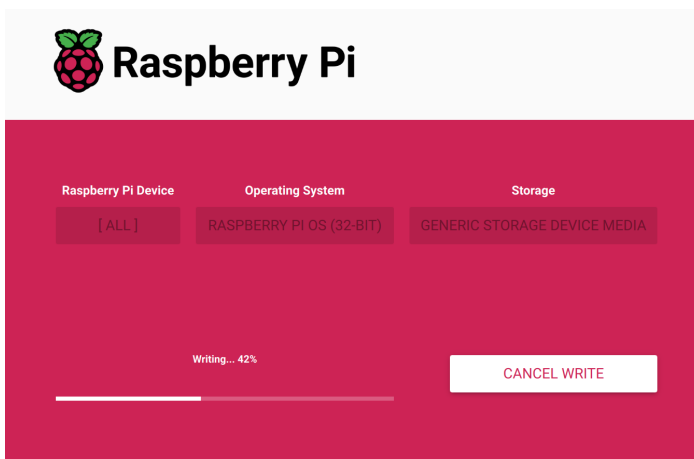 Raspberry Pi
Raspberry Pi Device
Operating System
Storage
[ ALL ]
RASPBERRY PI OS (32-BIT)
GENERIC STORAGE DEVICE MEDIA
Writing... 42%
CANCEL WRITE